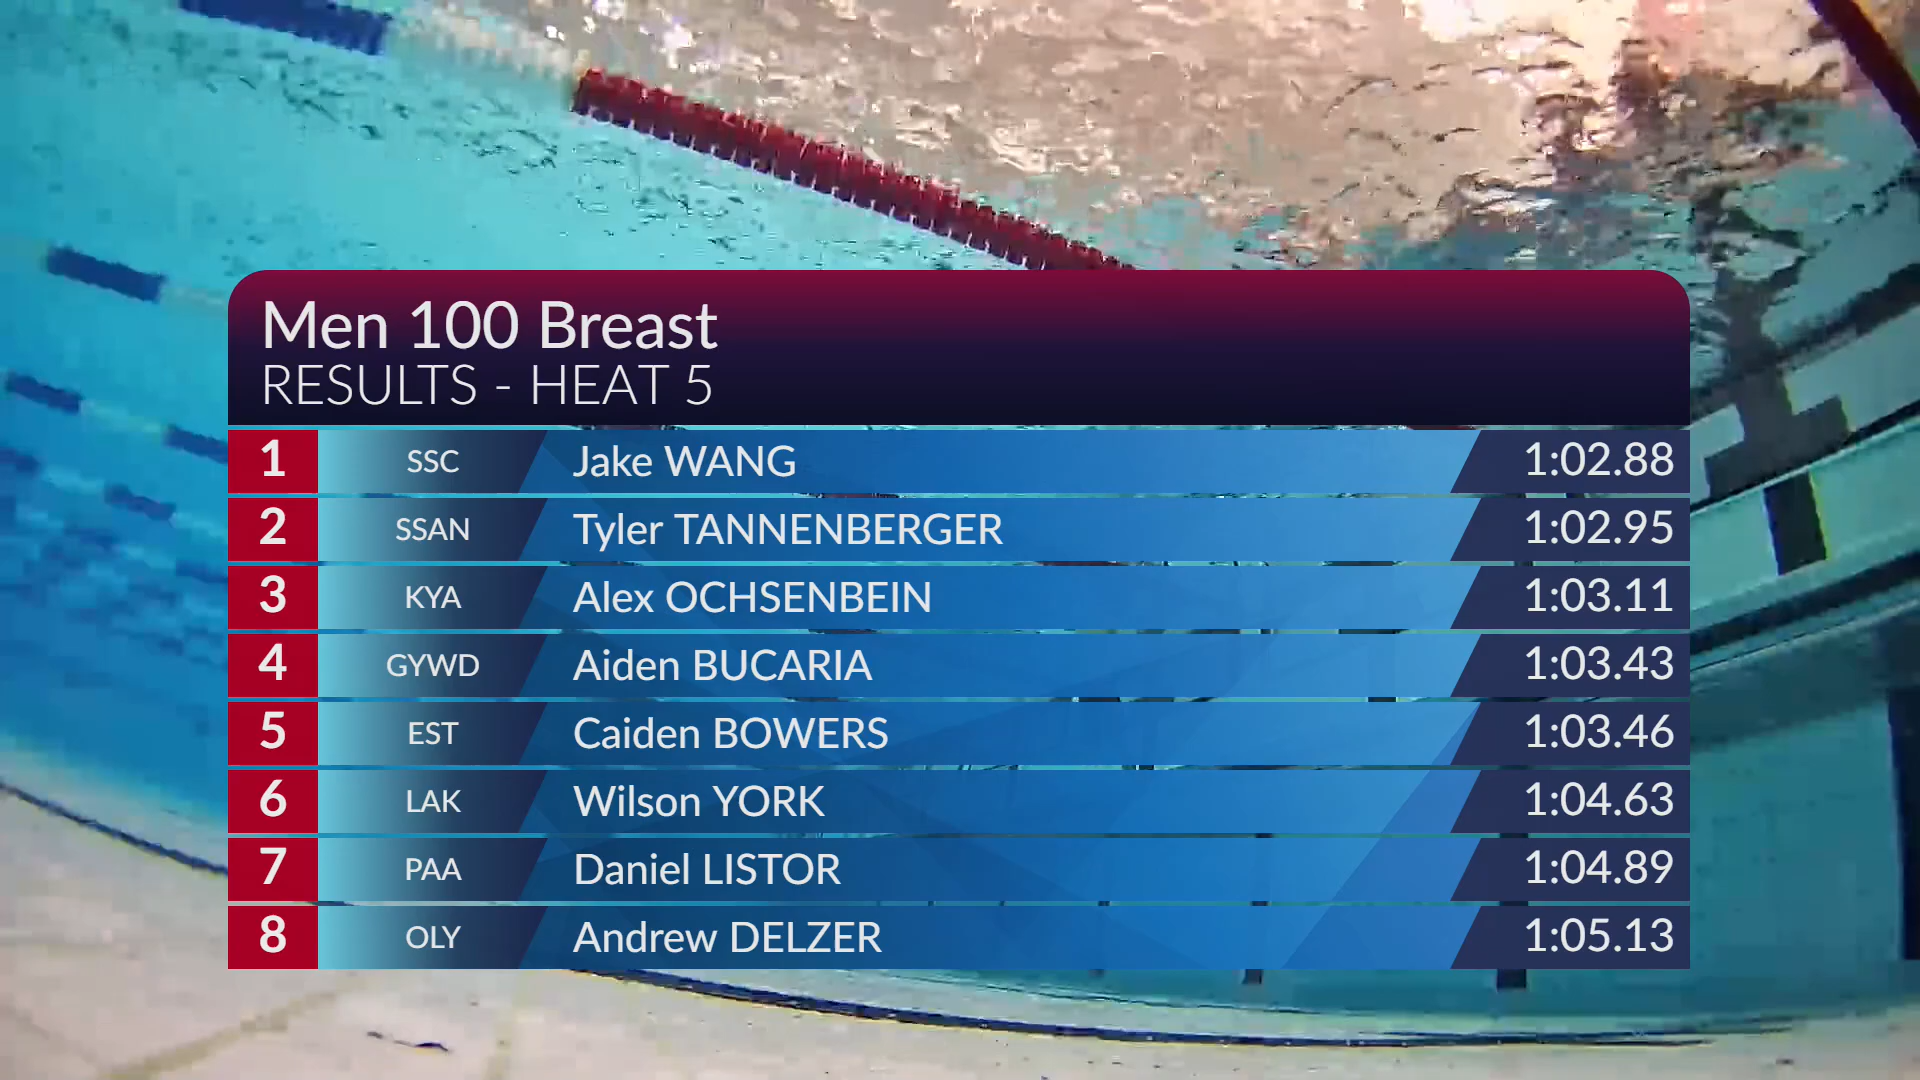 Men 100 Breast
RESULTS - HEAT 5
1 SSC Jake WANG 1:02.88
2 SSAN Tyler TANNENBERGER 1:02.95
3 KYA Alex OCHSENBEIN 1:03.11
4 GYWD Aiden BUCARIA 1:03.43
5 EST Caiden BOWERS 1:03.46
6 LAK Wilson YORK 1:04.63
7 PAA Daniel LISTOR 1:04.89
8 OLY Andrew DELZER 1:05.13